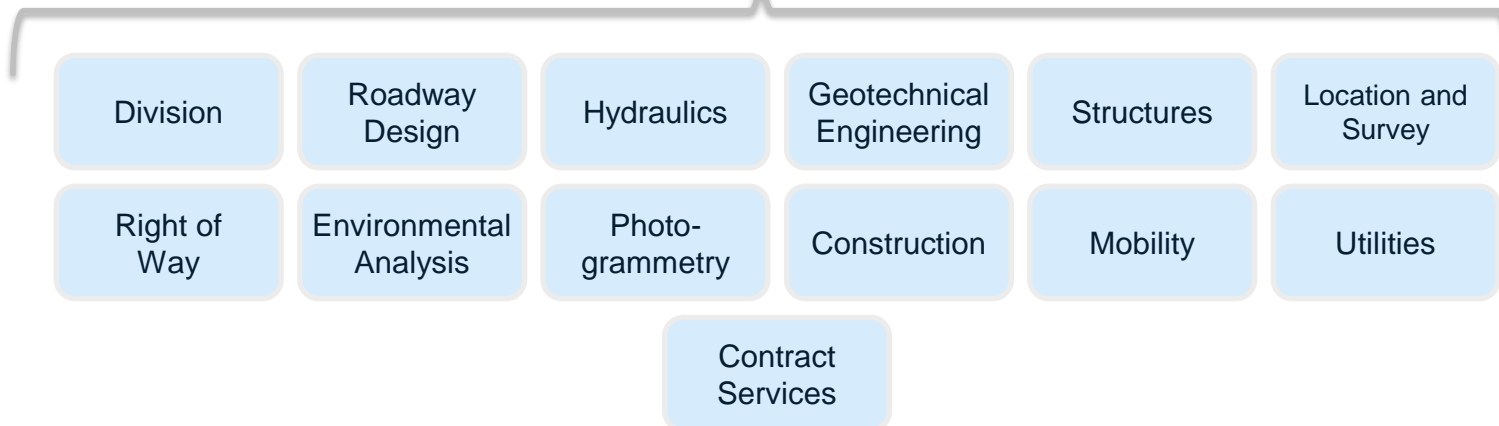 Division
Roadway
Design
Hydraulics
Geotechnical
Engineering
Structures
Location and
Survey
Right of
Way
Environmental
Analysis
Photo-
grammetry
Construction
Mobility
Utilities
Contract
Services